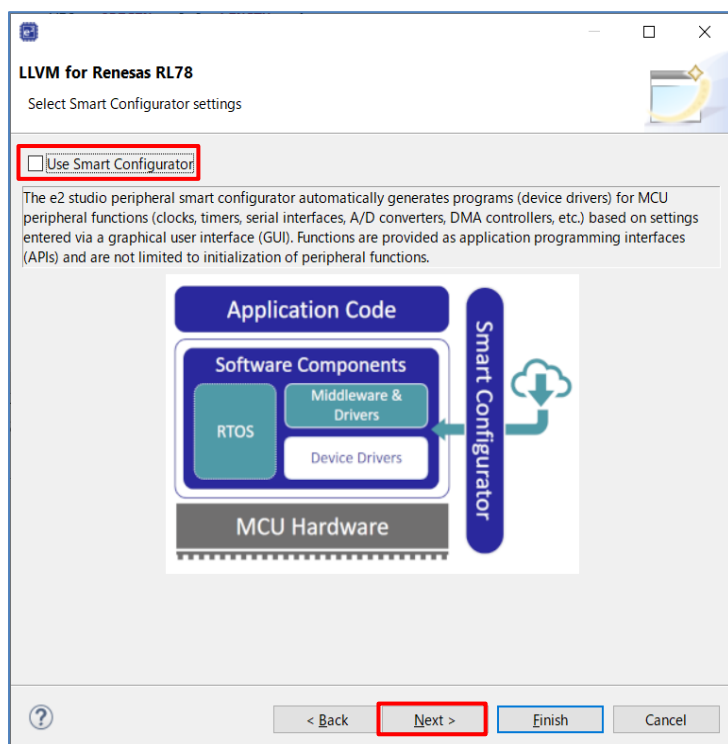 LLVM for Renesas RL78
Select Smart Configurator settings
Use Smart Configurator
The e2 studio peripheral smart configurator automatically generates programs (device drivers) for MCU
peripheral functions (clocks, timers, serial interfaces, A/D converters, DMA controllers, etc.) based on settings
entered via a graphical user interface (GUI). Functions are provided as application programming interfaces
(APIs) and are not limited to initialization of peripheral functions.
Application Code
Software Components
RTOS
Middleware &
Drivers
Device Drivers
MCU Hardware
Smart Configurator
?
< Back
Next >
Finish
Cancel